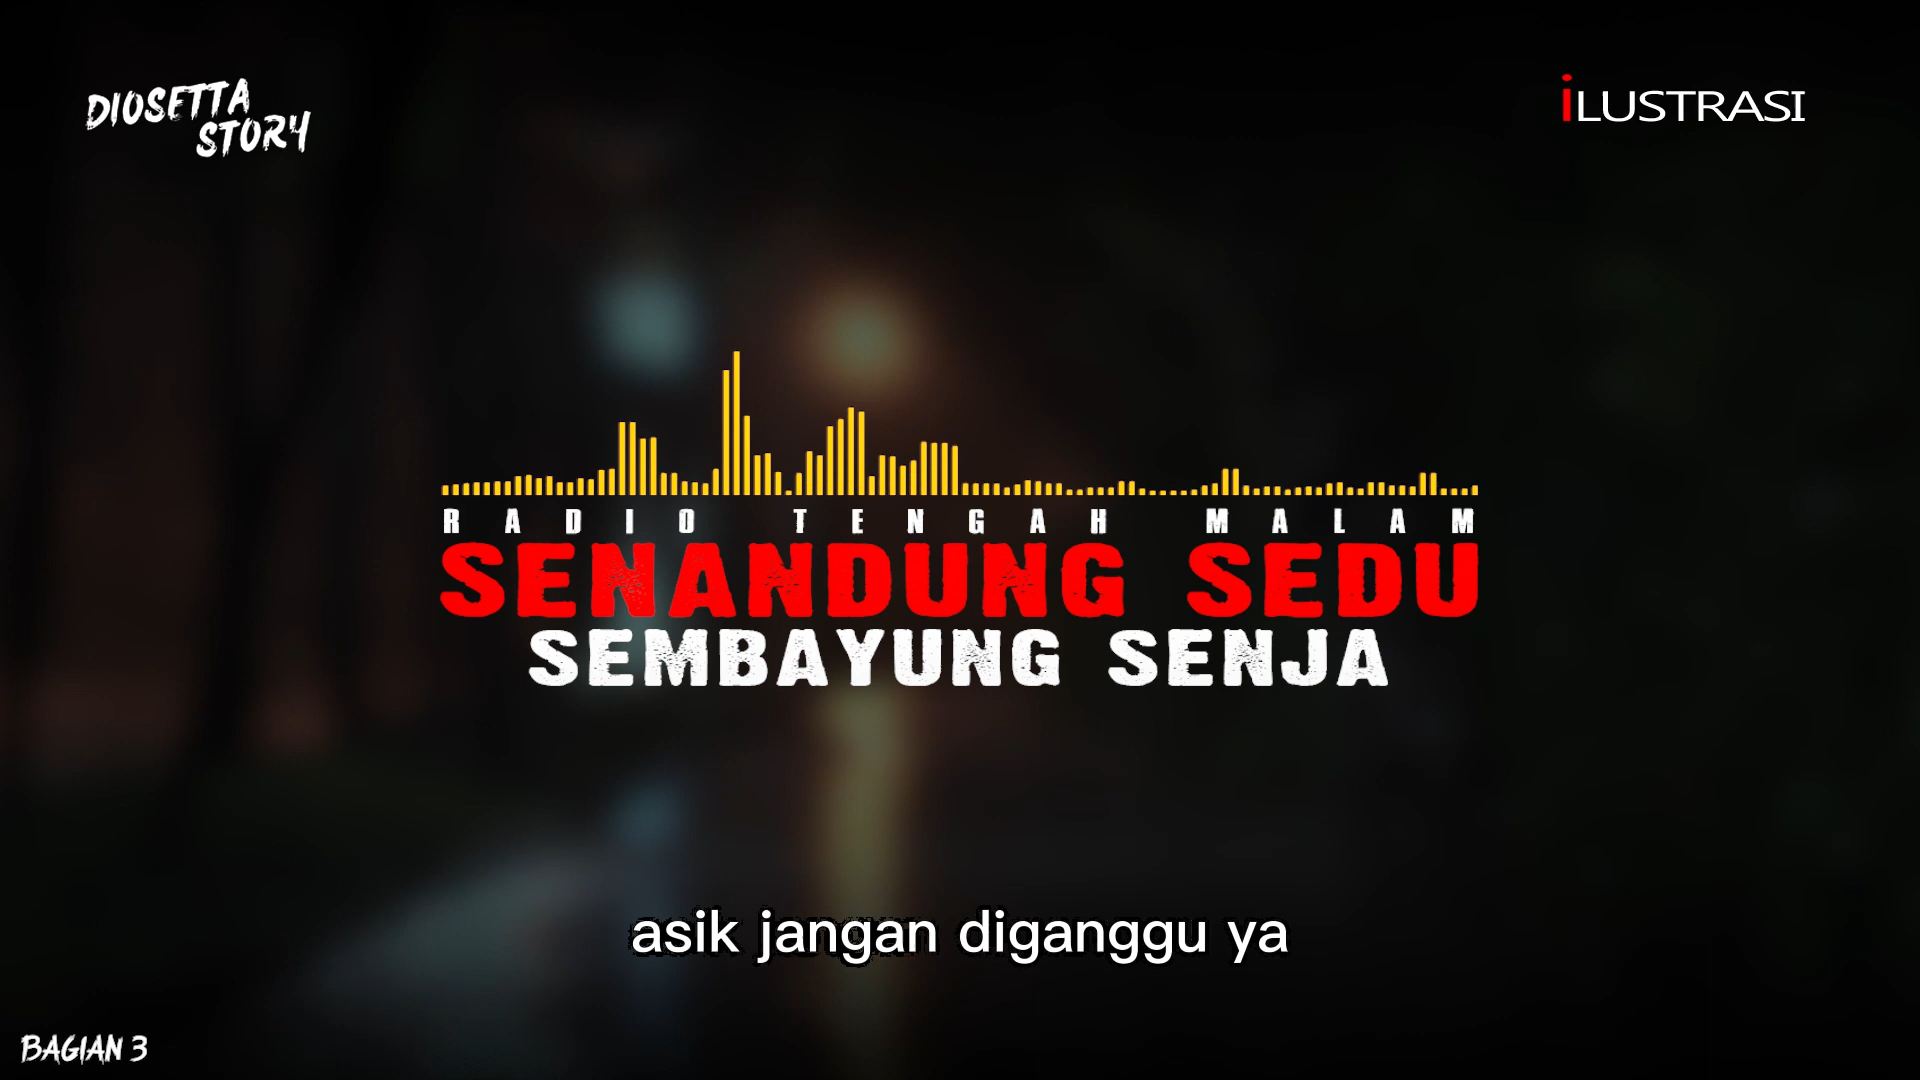 DIOSETTA
STORY
iLUSTRASI
RADIO TENGAH MALAM
SENANDUNG SEDU
SEMBAYUNG SENJA
asik jangan diganggu ya
BAGIAN 3